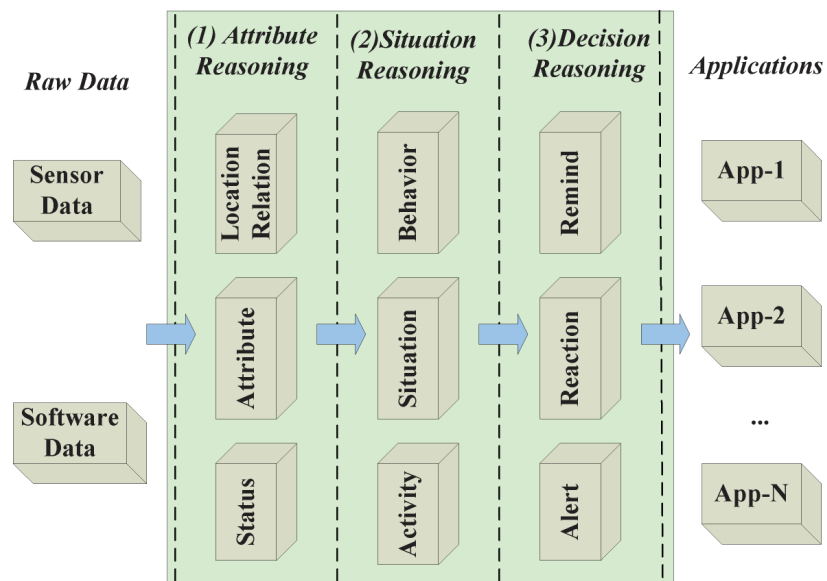 Raw Data
Sensor
Data
Software
Data
(1) Attribute
Reasoning
Location
Relation
Attribute
Status
(2)Situation
Reasoning
Behavior
Situation
Activity
(3)Decision
Reasoning
Remind
Reaction
Alert
Applications
App-1
App-2
...
App-N